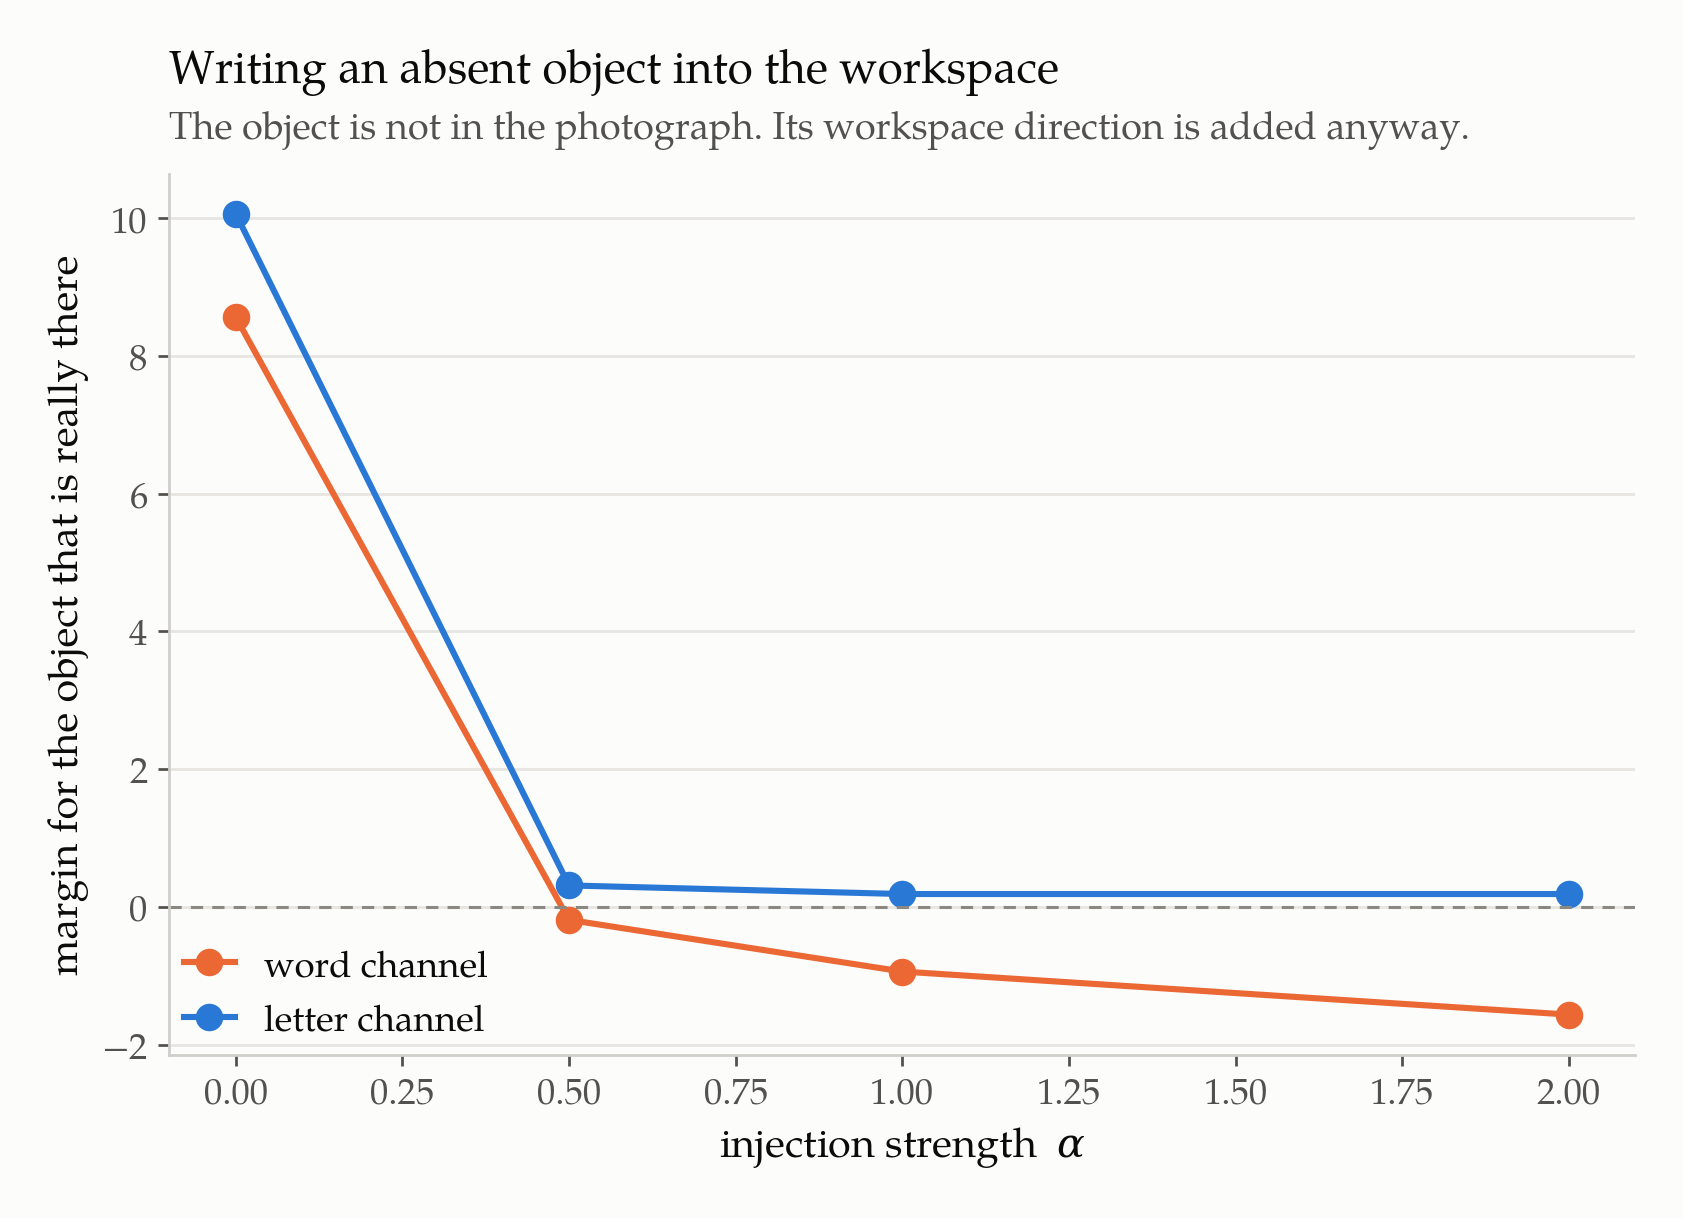 Writing an absent object into the workspace
The object is not in the photograph. Its workspace direction is added anyway.
margin for the object that is really there
10
8
6
4
2
0
−2
word channel
letter channel
0.00 0.25 0.50 0.75 1.00 1.25 1.50 1.75 2.00
injection strength α